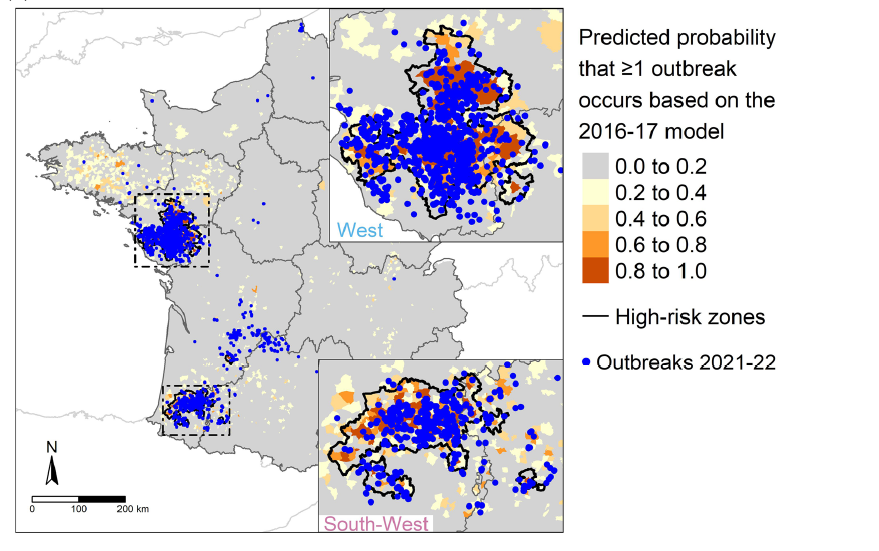 Predicted probability
that ≥1 outbreak
occurs based on the
2016-17 model
0.0 to 0.2
0.2 to 0.4
0.4 to 0.6
0.6 to 0.8
0.8 to 1.0
High-risk zones
Outbreaks 2021-22
West
South-West
N
0 100 200 km